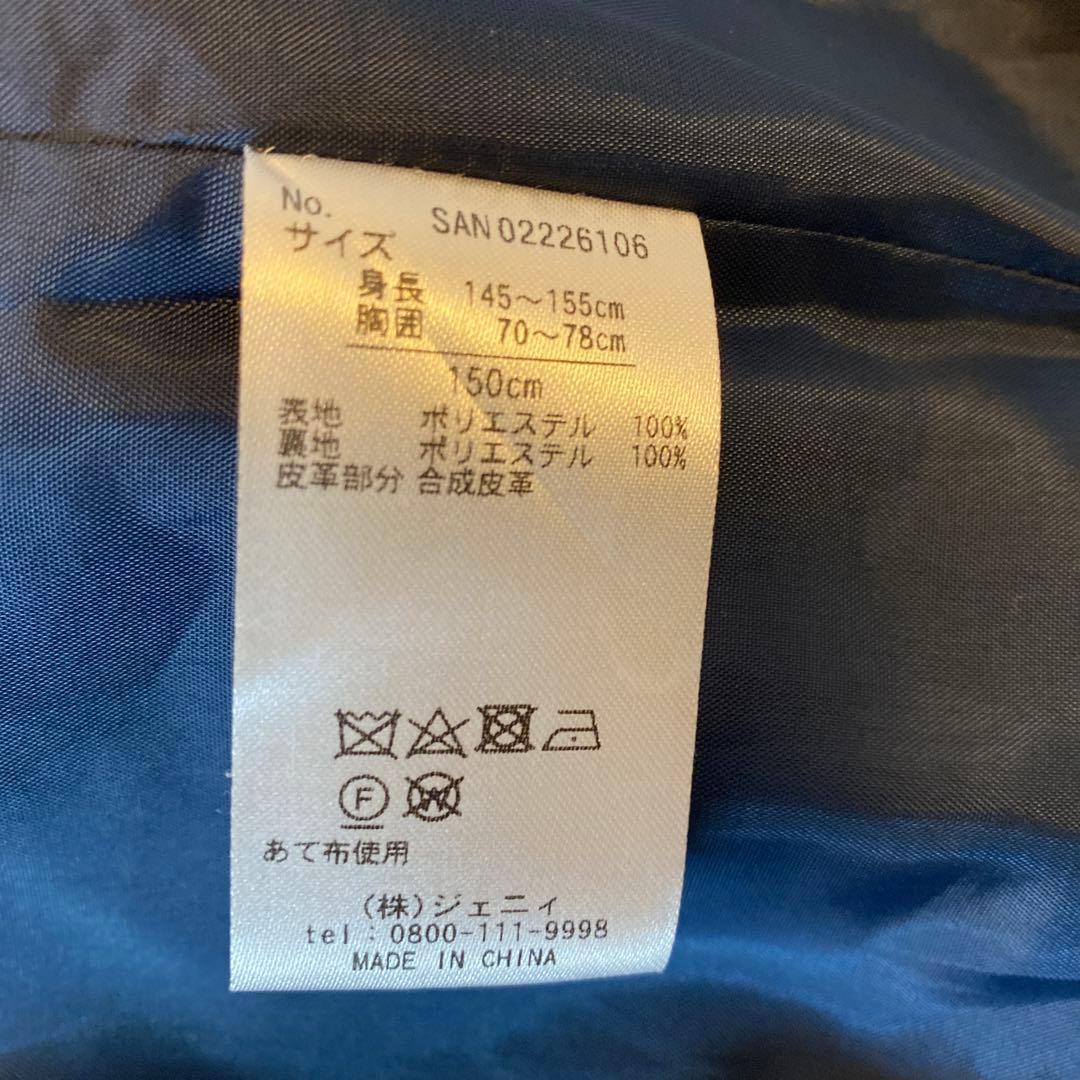 No. SAN02226106
サイズ
身長 145〜155cm
胸囲 70〜78cm
150cm
表地 ポリエステル 100%
裏地 ポリエステル 100%
皮革部分 合成皮革
F W
あて布使用
(株)ジェニィ
tel:0800-111-9998
MADE IN CHINA